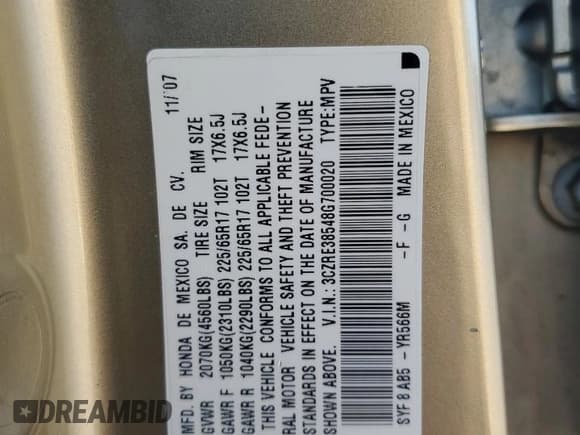 MFD. BY HONDA DE MEXICO SA. DE CV. 11/'07
GVWR 2070KG(4560LBS) TIRE SIZE RIM SIZE
GAWR F 1050KG(2310LBS) 225/65R17 102T 17X6.5J
GAWR R 1040KG(2290LBS) 225/65R17 102T 17X6.5J
THIS VEHICLE CONFORMS TO ALL APPLICABLE FEDE-
RAL MOTOR VEHICLE SAFETY AND THEFT PREVENTION
STANDARDS IN EFFECT ON THE DATE OF MANUFACTURE
SHOWN ABOVE. V.I.N.: 3CZRE38548G700020 TYPE:MPV
SYF8 AB5 -YR566M -F -G MADE IN MEXICO
DREAMBID